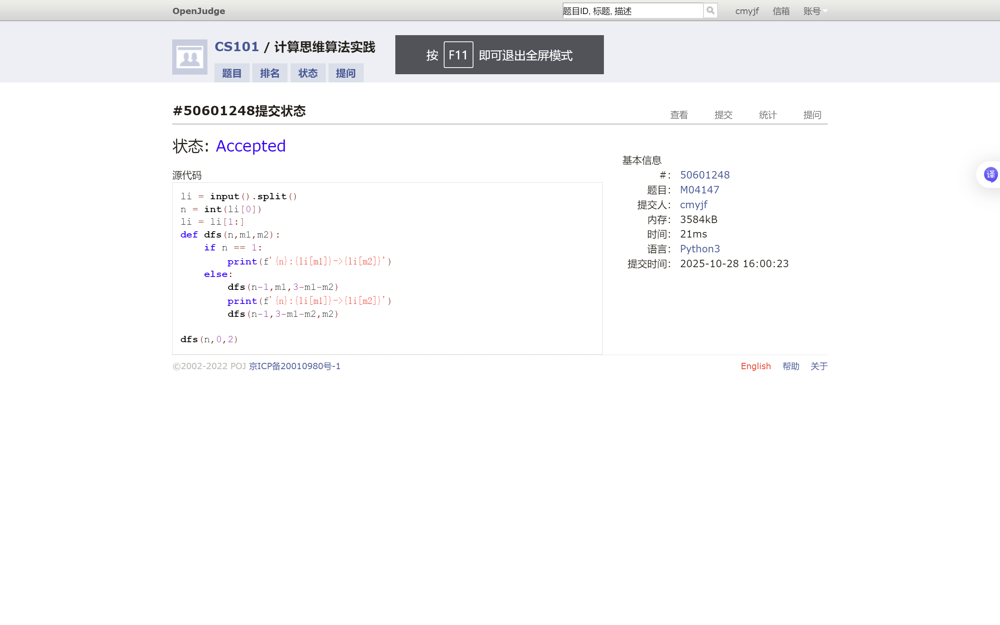 OpenJudge
题目ID, 标题, 描述
cmyjf 信箱 账号
CS101 / 计算思维算法实践
按 F11 即可退出全屏模式
题目 排名 状态 提问
#50601248提交状态
查看 提交 统计 提问
状态: Accepted
源代码
li = input().split()
n = int(li[0])
li = li[1:]
def dfs(n,m1,m2):
    if n == 1:
        print(f'{n}:{li[m1]}->{li[m2]}')
    else:
        dfs(n-1,m1,3-m1-m2)
        print(f'{n}:{li[m1]}->{li[m2]}')
        dfs(n-1,3-m1-m2,m2)
dfs(n,0,2)
基本信息
#: 50601248
题目: M04147
提交人: cmyjf
内存: 3584kB
时间: 21ms
语言: Python3
提交时间: 2025-10-28 16:00:23
译
©2002-2022 POJ 京ICP备20010980号-1
English 帮助 关于